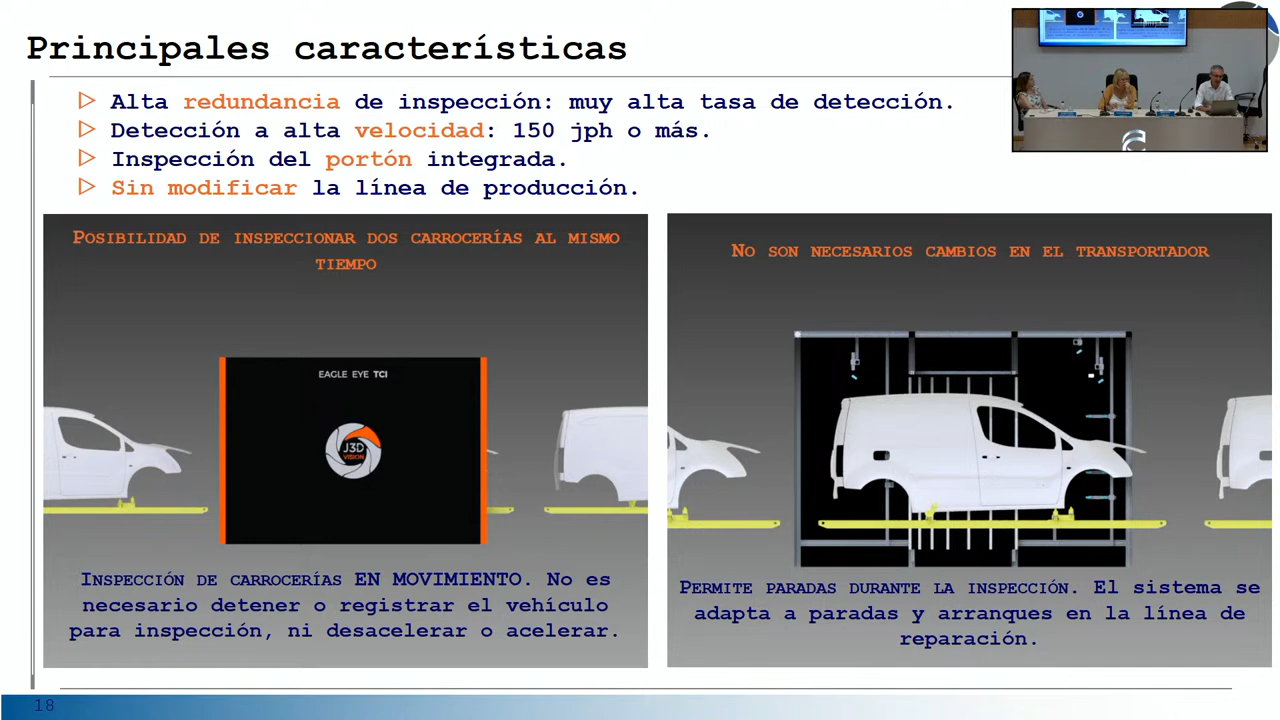 Principales características
▷ Alta redundancia de inspección: muy alta tasa de detección.
▷ Detección a alta velocidad: 150 jph o más.
▷ Inspección del portón integrada.
▷ Sin modificar la línea de producción.
POSIBILIDAD DE INSPECCIONAR DOS CARROCERÍAS AL MISMO
TIEMPO
EAGLE EYE TCI
J3D
VISION
INSPECCIÓN DE CARROCERÍAS EN MOVIMIENTO. No es
necesario detener o registrar el vehículo
para inspección, ni desacelerar o acelerar.
NO SON NECESARIOS CAMBIOS EN EL TRANSPORTADOR
PERMITE PARADAS DURANTE LA INSPECCIÓN. El sistema se
adapta a paradas y arranques en la línea de
reparación.
18